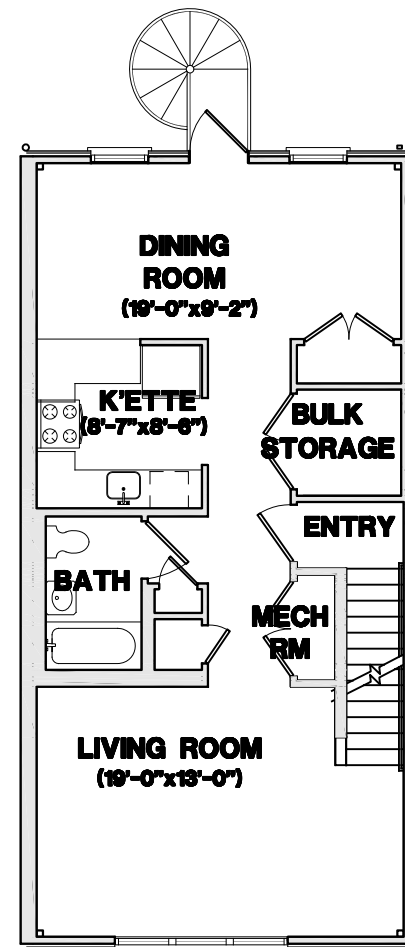 DINING
ROOM
(19'-0"x9'-2")
K'ETTE
(8'-7"x8'-6")
BULK
STORAGE
ENTRY
BATH
MECH
RM
LIVING ROOM
(19'-0"x13'-0")